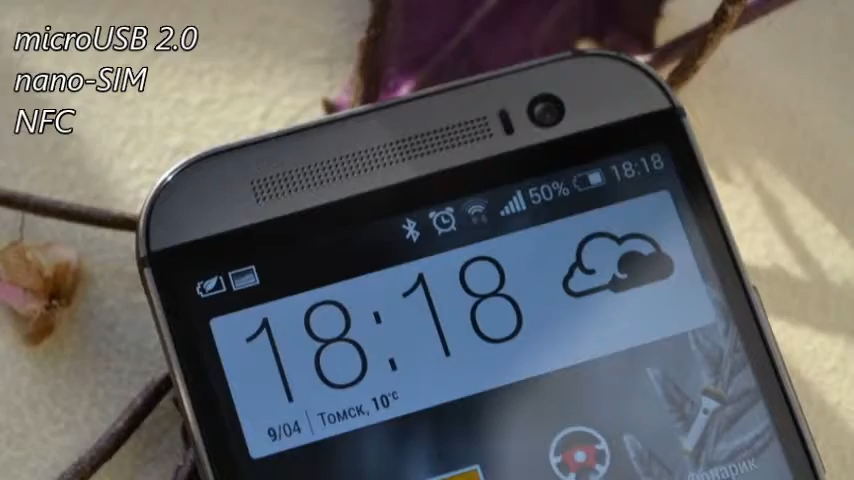 microUSB 2.0
nano-SIM
NFC
50% 18:18
18:18
9/04 Томск, 10°C
Фонарик